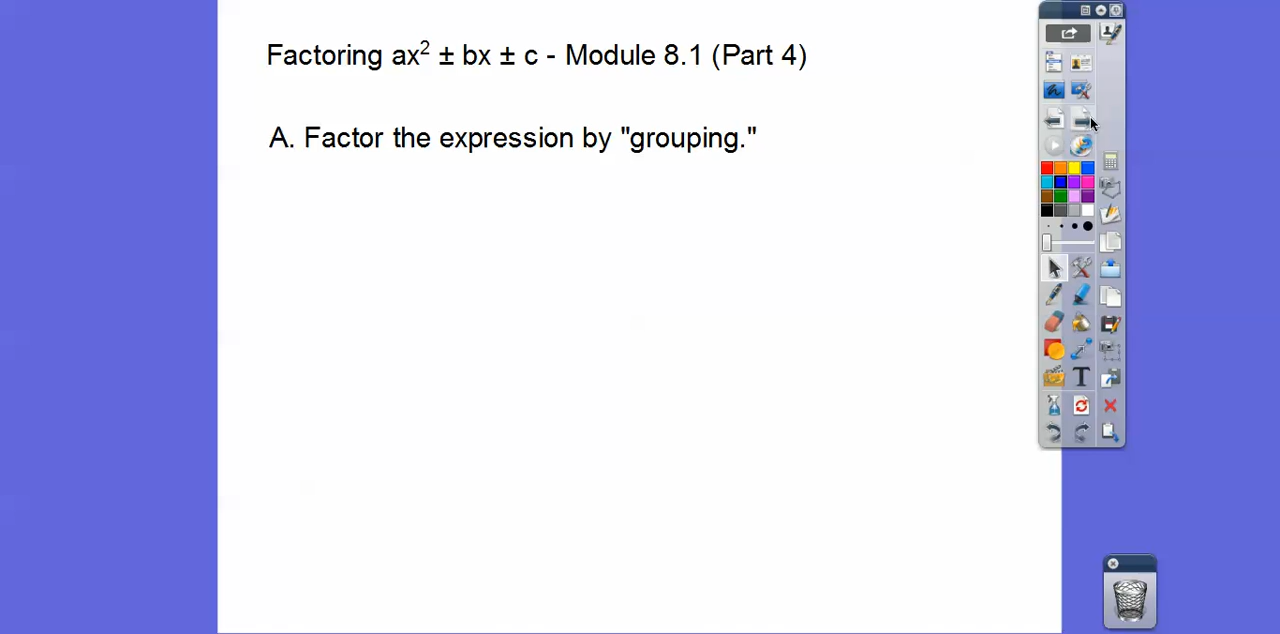 Factoring ax² ± bx ± c - Module 8.1 (Part 4)
A. Factor the expression by "grouping."